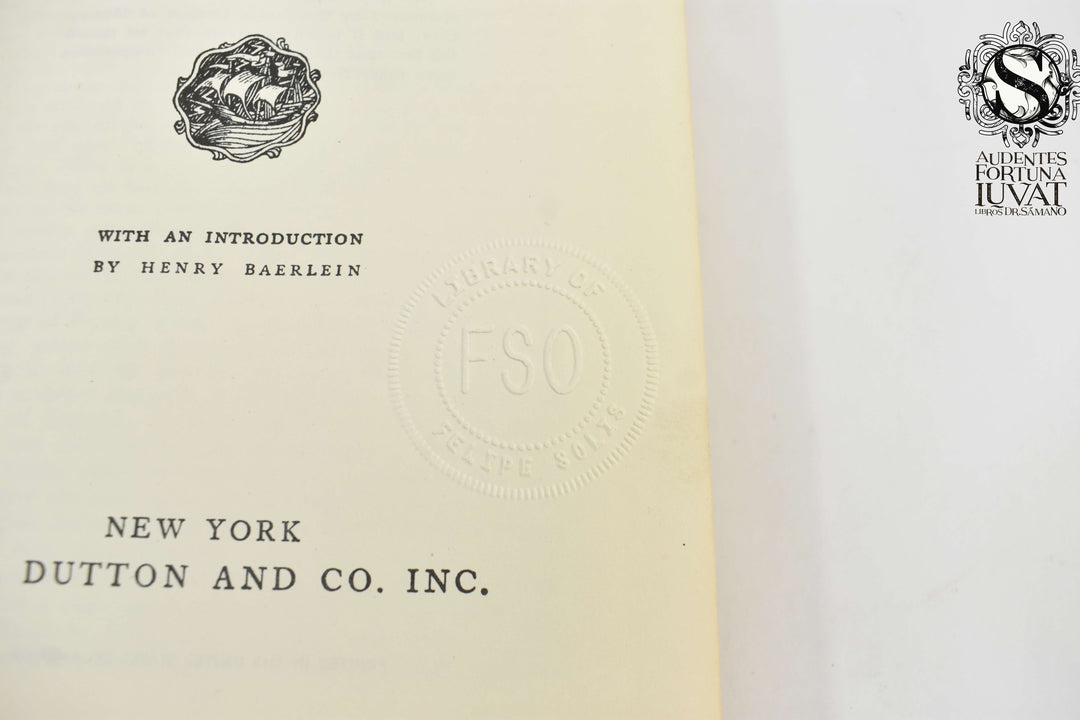 WITH AN INTRODUCTION
BY HENRY BAERLEIN
LIBRARY OF
FSO
FELIPE SOLIS
NEW YORK
DUTTON AND CO. INC.
S
AUDENTES
FORTUNA
IUVAT
LIBROS DR. SÁMANO